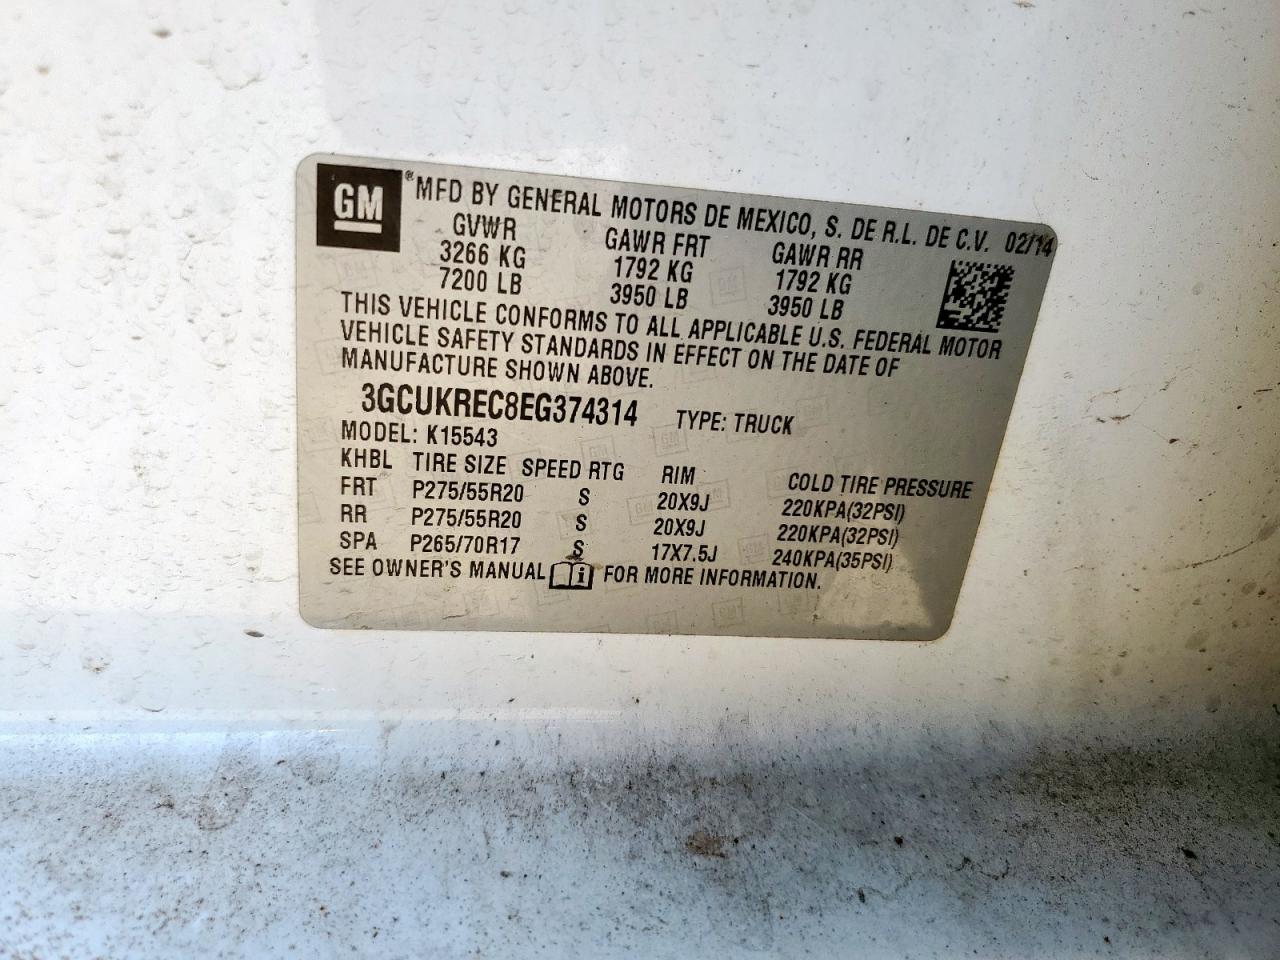 GM ® MFD BY GENERAL MOTORS DE MEXICO, S. DE R.L. DE C.V. 02/14
GVWR GAWR FRT GAWR RR
3266 KG 1792 KG 1792 KG
7200 LB 3950 LB 3950 LB
THIS VEHICLE CONFORMS TO ALL APPLICABLE U.S. FEDERAL MOTOR
VEHICLE SAFETY STANDARDS IN EFFECT ON THE DATE OF
MANUFACTURE SHOWN ABOVE.
3GCUKREC8EG374314 TYPE: TRUCK
MODEL: K15543
KHBL TIRE SIZE SPEED RTG RIM COLD TIRE PRESSURE
FRT P275/55R20 S 20X9J 220KPA(32PSI)
RR P275/55R20 S 20X9J 220KPA(32PSI)
SPA P265/70R17 S 17X7.5J 240KPA(35PSI)
SEE OWNER'S MANUAL i FOR MORE INFORMATION.